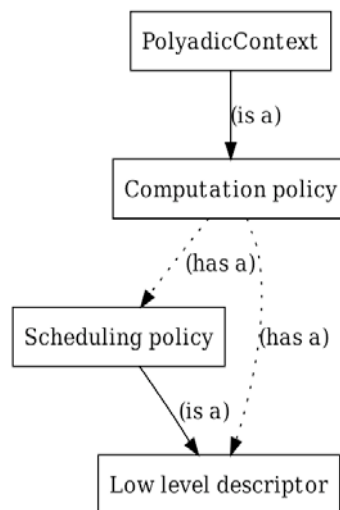 PolyadicContext
(is a)
Computation policy
(has a)
Scheduling policy
(has a)
(is a)
Low level descriptor